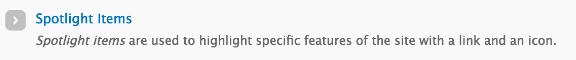 Spotlight Items
Spotlight items are used to highlight specific features of the site with a link and an icon.